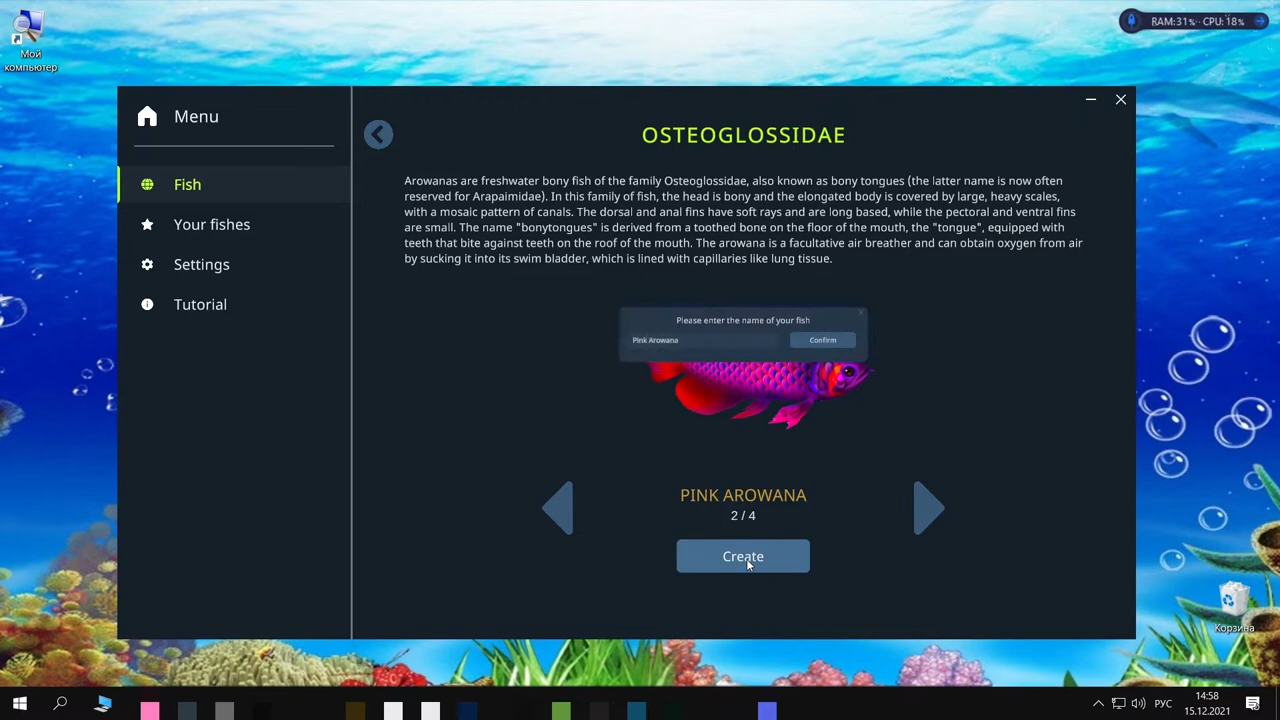 Мой
компьютер
RAM:31% CPU:18%
Menu
Fish
Your fishes
Settings
Tutorial
OSTEOGLOSSIDAE
Arowanas are freshwater bony fish of the family Osteoglossidae, also known as bony tongues (the latter name is now often
reserved for Arapaimidae). In this family of fish, the head is bony and the elongated body is covered by large, heavy scales,
with a mosaic pattern of canals. The dorsal and anal fins have soft rays and are long based, while the pectoral and ventral fins
are small. The name "bonytongues" is derived from a toothed bone on the floor of the mouth, the "tongue", equipped with
teeth that bite against teeth on the roof of the mouth. The arowana is a facultative air breather and can obtain oxygen from air
by sucking it into its swim bladder, which is lined with capillaries like lung tissue.
Please enter the name of your fish
Pink Arowana
Confirm
PINK AROWANA
2 / 4
Create
Корзина
РУС
14:58
15.12.2021